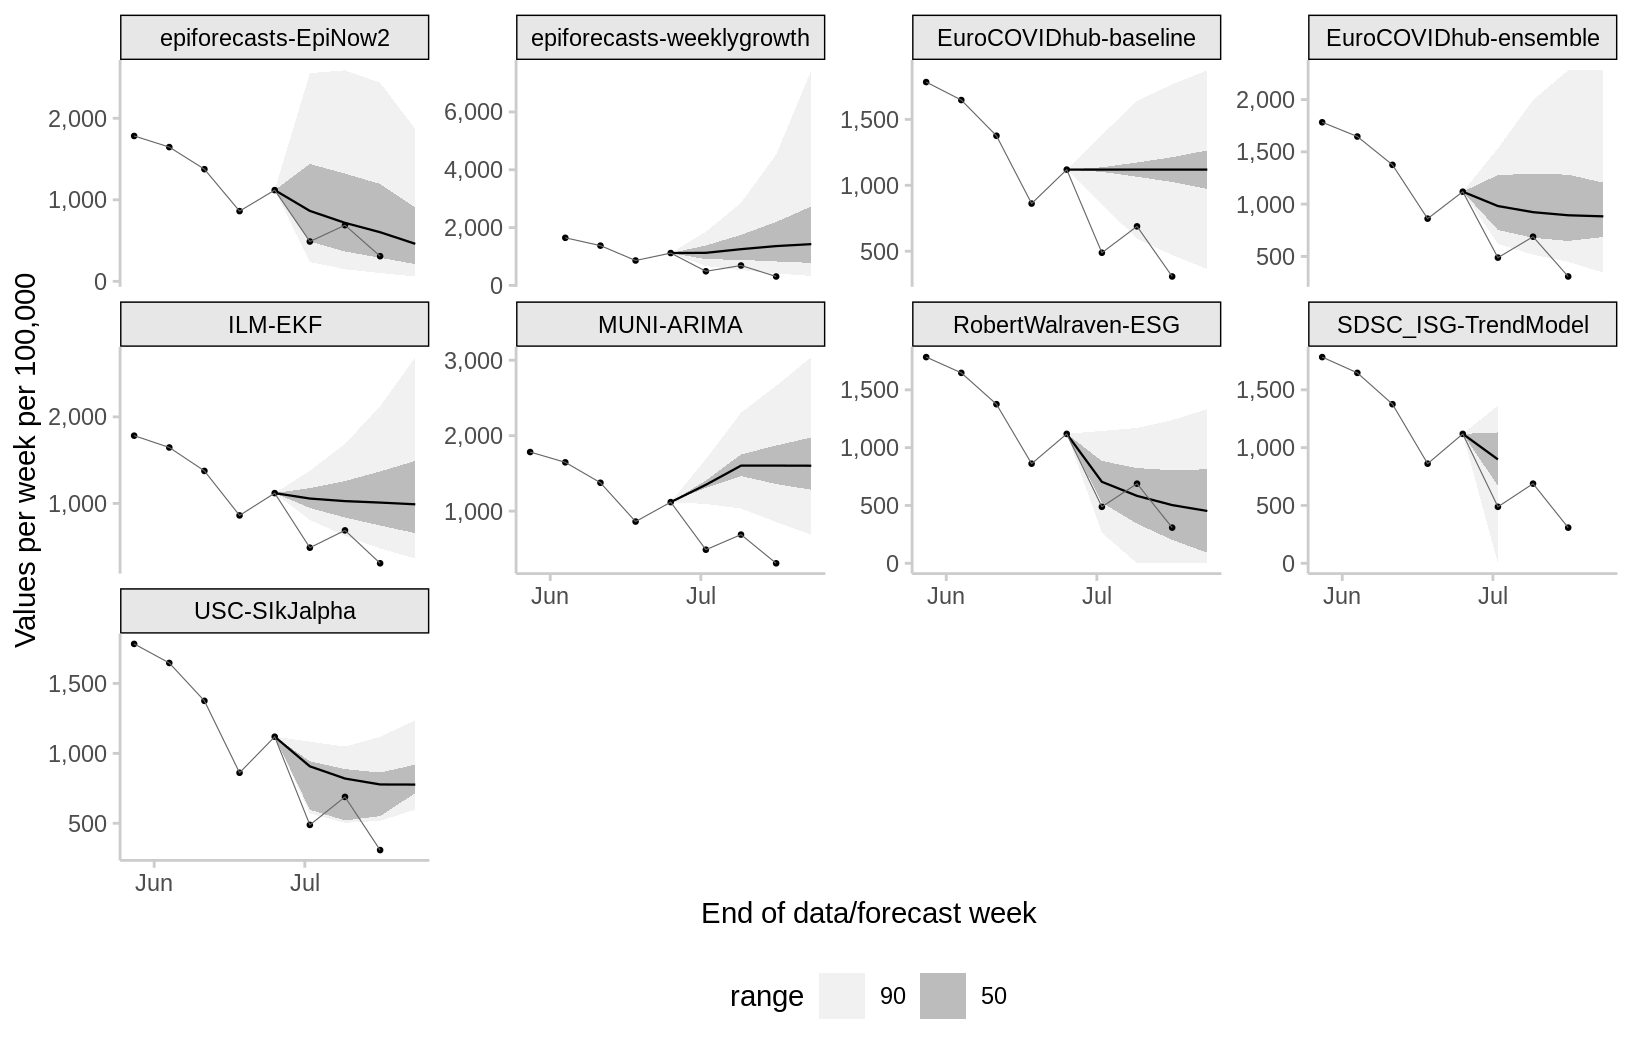 epiforecasts-EpiNow2
epiforecasts-weeklygrowth
EuroCOVIDhub-baseline
EuroCOVIDhub-ensemble
2,000
1,000
0
6,000
4,000
2,000
0
1,500
1,000
500
2,000
1,500
1,000
500
Values per week per 100,000
ILM-EKF
MUNI-ARIMA
RobertWalraven-ESG
SDSC_ISG-TrendModel
2,000
1,000
3,000
2,000
1,000
Jun
Jul
1,500
1,000
500
0
Jun
Jul
1,500
1,000
500
0
Jun
Jul
USC-SIkJalpha
1,500
1,000
500
Jun
Jul
End of data/forecast week
range
90
50